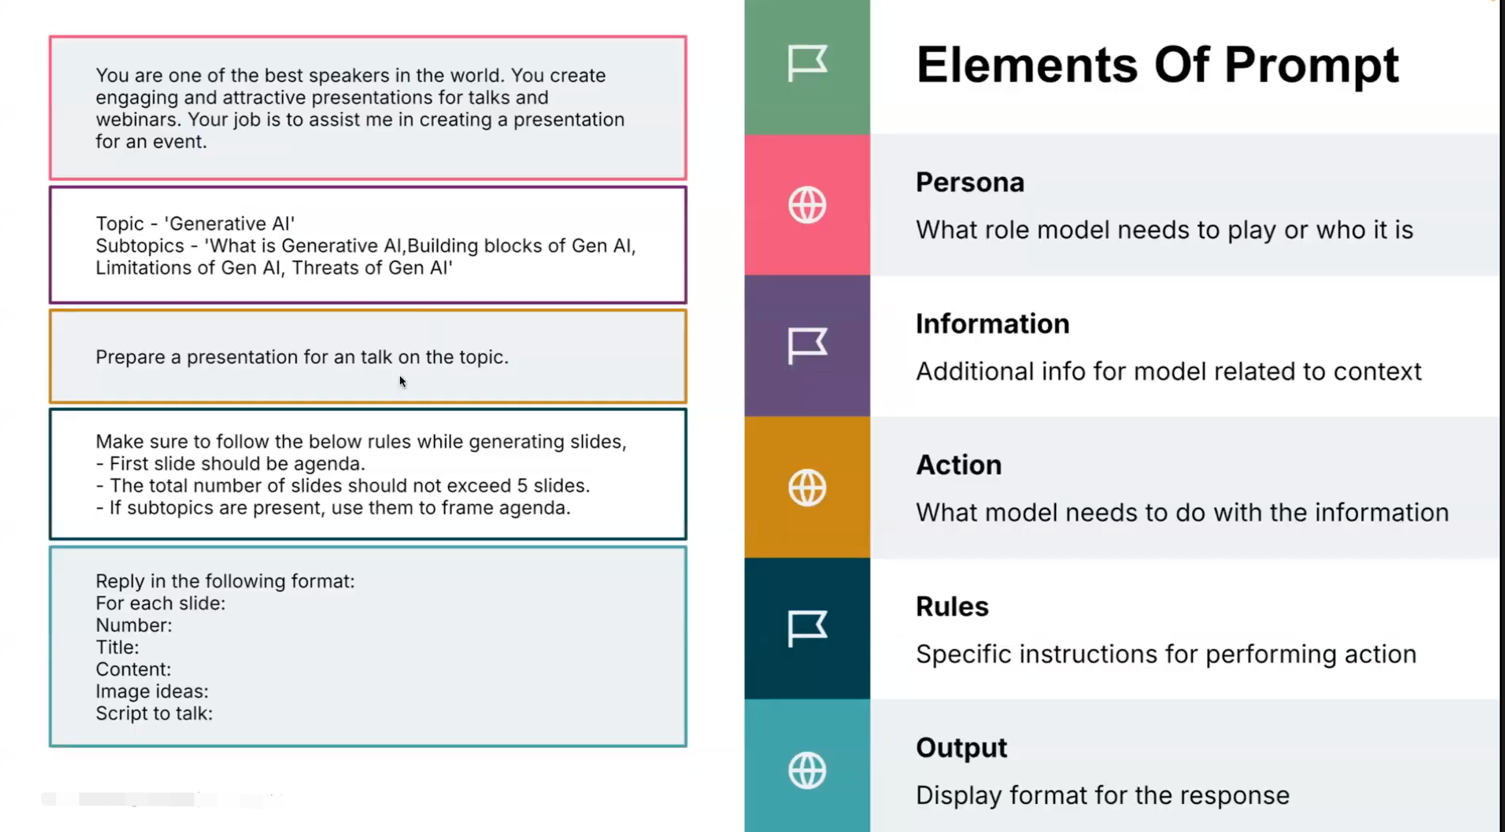 You are one of the best speakers in the world. You create
engaging and attractive presentations for talks and
webinars. Your job is to assist me in creating a presentation
for an event.
Topic - 'Generative AI'
Subtopics - 'What is Generative AI,Building blocks of Gen AI,
Limitations of Gen AI, Threats of Gen AI'
Prepare a presentation for an talk on the topic.
Make sure to follow the below rules while generating slides,
- First slide should be agenda.
- The total number of slides should not exceed 5 slides.
- If subtopics are present, use them to frame agenda.
Reply in the following format:
For each slide:
Number:
Title:
Content:
Image ideas:
Script to talk:
Elements Of Prompt
Persona
What role model needs to play or who it is
Information
Additional info for model related to context
Action
What model needs to do with the information
Rules
Specific instructions for performing action
Output
Display format for the response